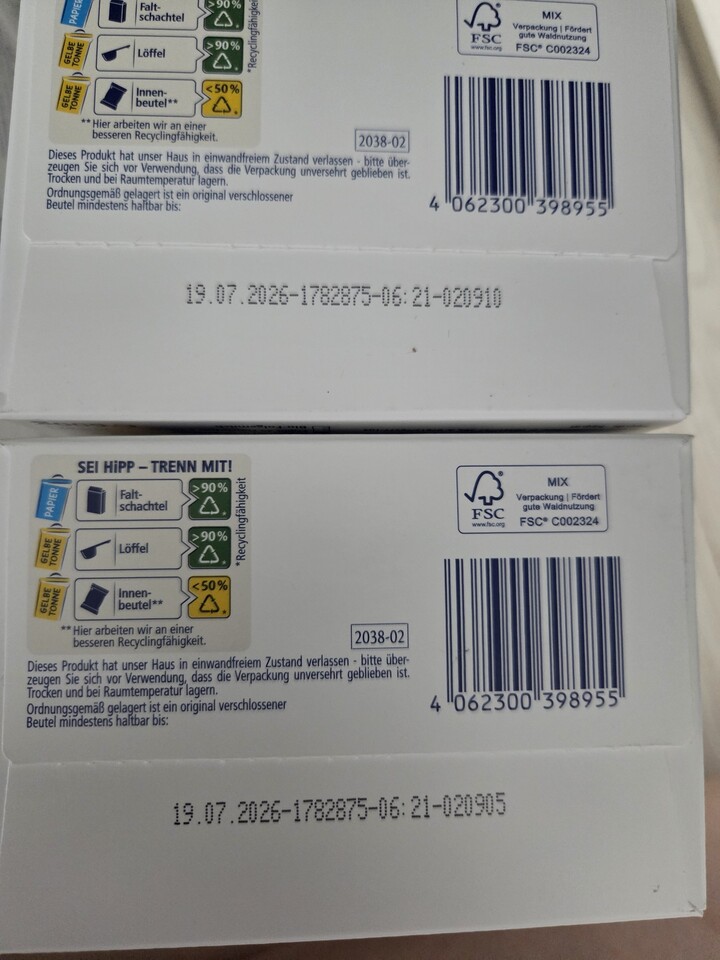 PAPIER
Falt-
schachtel
>90%
GELBE TONNE
Löffel
>90%
*Recyclingfähigkeit
GELBE TONNE
Innen-
beutel**
<50%
**Hier arbeiten wir an einer
besseren Recyclingfähigkeit.
FSC
www.fsc.org
MIX
Verpackung | Fördert
gute Waldnutzung
FSC® C002324
2038-02
Dieses Produkt hat unser Haus in einwandfreiem Zustand verlassen - bitte über-
zeugen Sie sich vor Verwendung, dass die Verpackung unversehrt geblieben ist.
Trocken und bei Raumtemperatur lagern.
Ordnungsgemäß gelagert ist ein original verschlossener
Beutel mindestens haltbar bis:
4 062300 398955
19.07.2026-1782875-06:21-020910
SEI HiPP – TRENN MIT!
PAPIER
Falt-
schachtel
>90%
GELBE TONNE
Löffel
>90%
*Recyclingfähigkeit
GELBE TONNE
Innen-
beutel**
<50%
**Hier arbeiten wir an einer
besseren Recyclingfähigkeit.
FSC
www.fsc.org
MIX
Verpackung | Fördert
gute Waldnutzung
FSC® C002324
2038-02
Dieses Produkt hat unser Haus in einwandfreiem Zustand verlassen - bitte über-
zeugen Sie sich vor Verwendung, dass die Verpackung unversehrt geblieben ist.
Trocken und bei Raumtemperatur lagern.
Ordnungsgemäß gelagert ist ein original verschlossener
Beutel mindestens haltbar bis:
4 062300 398955
19.07.2026-1782875-06:21-020905